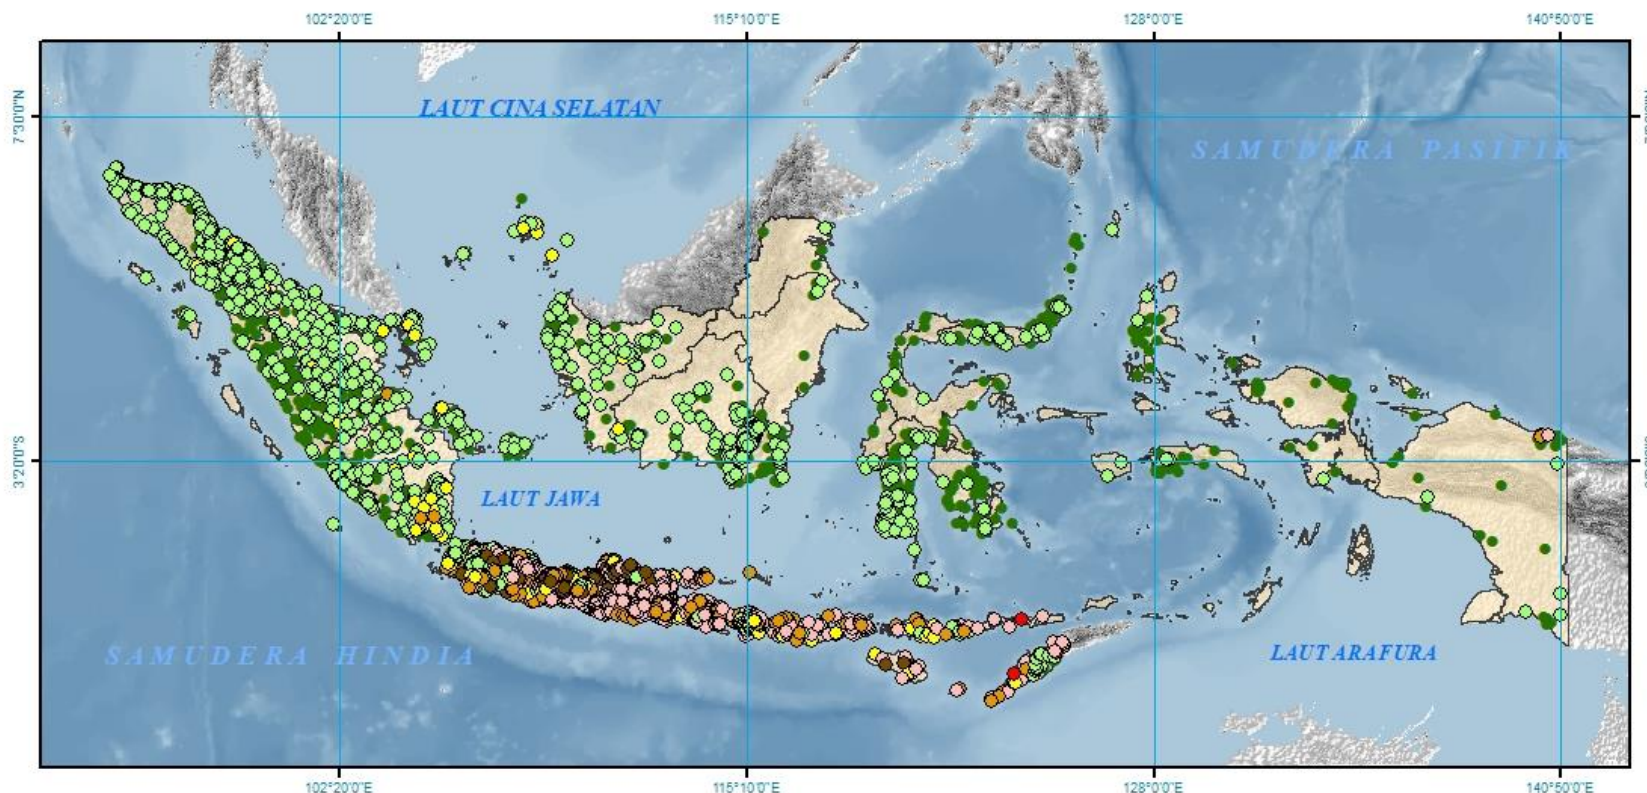 102°20'0"E 115°10'0"E 128°0'0"E 140°50'0"E
7°30'0"N
LAUT CINA SELATAN
SAMUDERA PASIFIK
3°20'0"S
LAUT JAWA
SAMUDERA HINDIA
LAUT ARAFURA
102°20'0"E 115°10'0"E 128°0'0"E 140°50'0"E